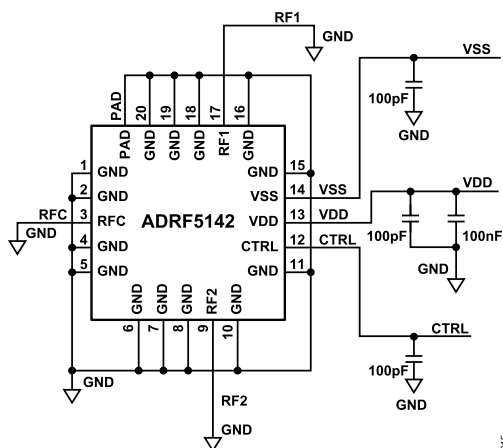 RF1
GND
VSS
100pF
GND
PAD
20
19
18
17
16
PAD
GND
GND
GND
RF1
GND
1
GND
GND
15
2
GND
VSS
14
VSS
RFC
3
RFC
ADRF5142
VDD
13
VDD
VDD
GND
4
GND
CTRL
12
CTRL
100pF
100nF
5
GND
GND
11
GND
GND
GND
GND
RF2
GND
6
7
8
9
10
CTRL
100pF
GND
GND
RF2
GND